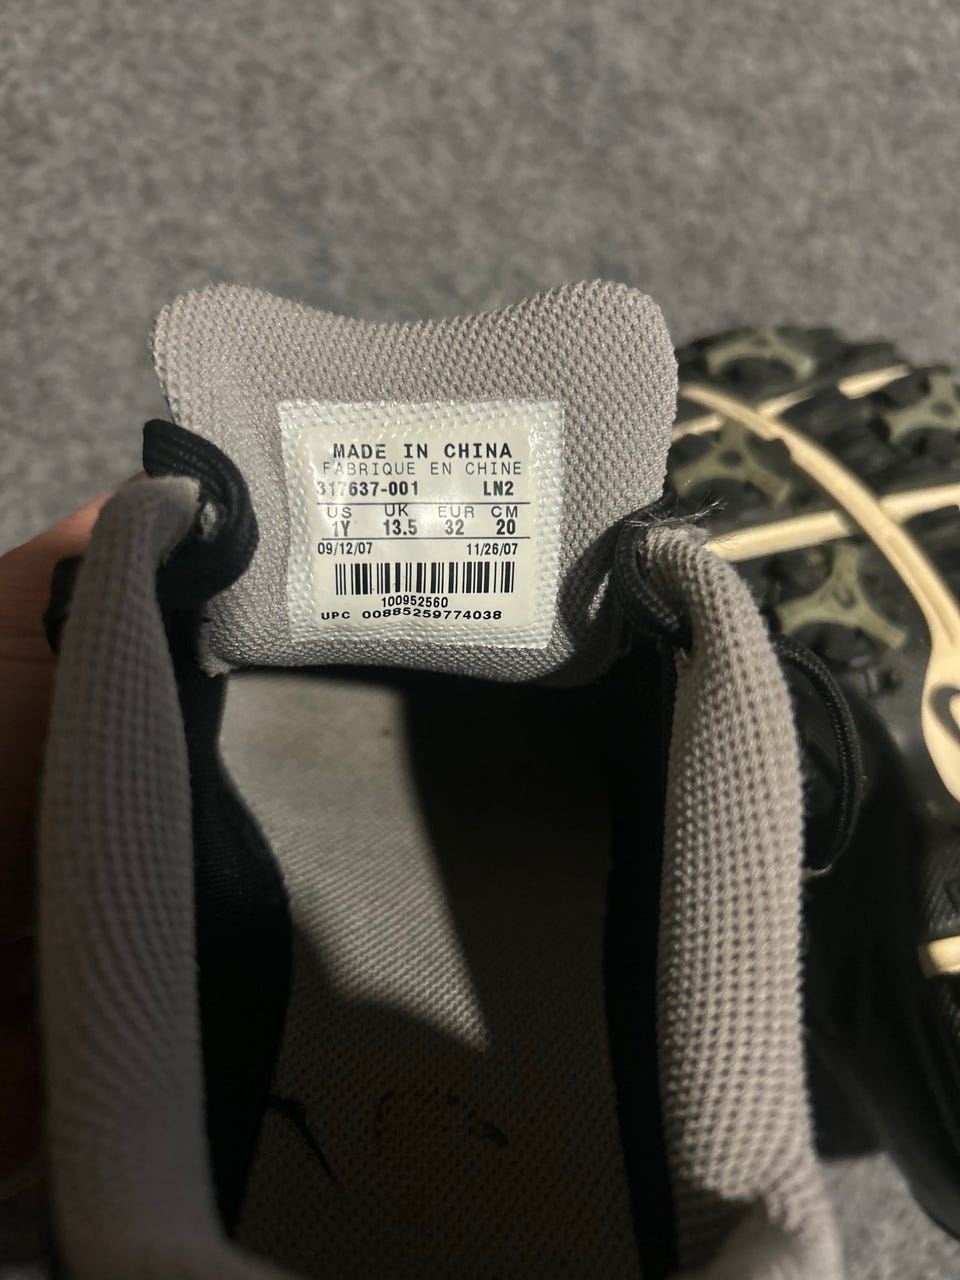 MADE IN CHINA
FABRIQUE EN CHINE
317637-001 LN2
US UK EUR CM
1Y 13.5 32 20
09/12/07 11/26/07
100952560
UPC 00885259774038